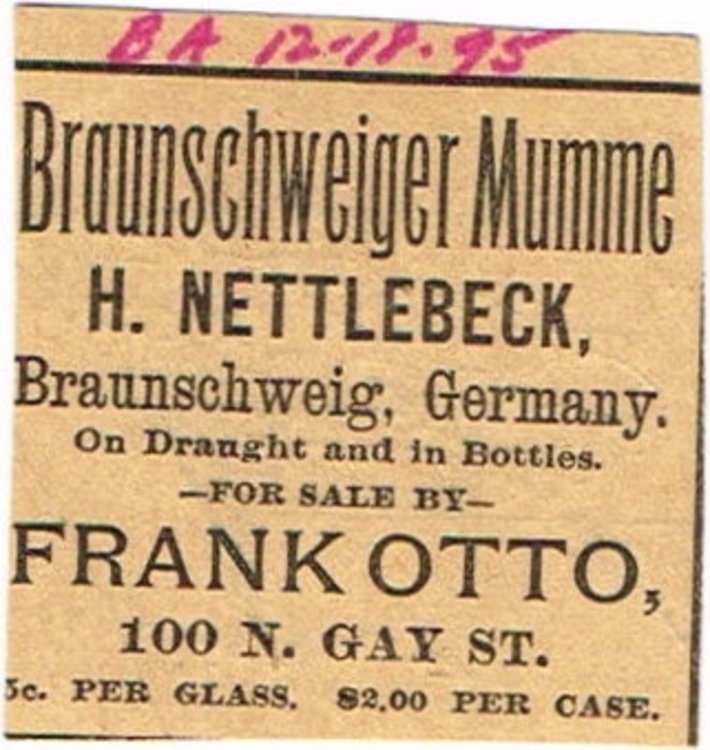 BA 12-18-95
Braunschweiger Mumme
H. NETTLEBECK,
Braunschweig, Germany.
On Draught and in Bottles.
—FOR SALE BY—
FRANK OTTO,
100 N. GAY ST.
5c. PER GLASS. $2.00 PER CASE.